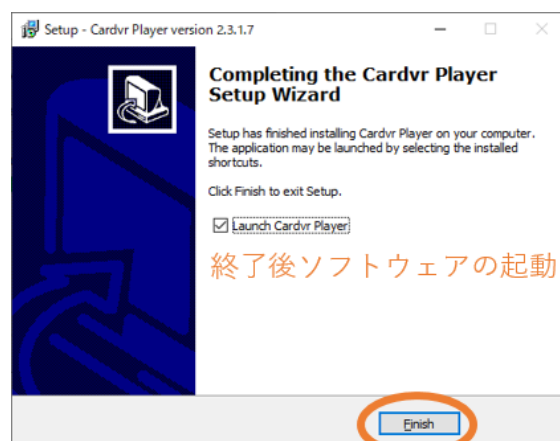 Setup - Cardvr Player version 2.3.1.7
Completing the Cardvr Player
Setup Wizard
Setup has finished installing Cardvr Player on your computer.
The application may be launched by selecting the installed
shortcuts.
Click Finish to exit Setup.
Launch Cardvr Player
終了後ソフトウェアの起動
Finish